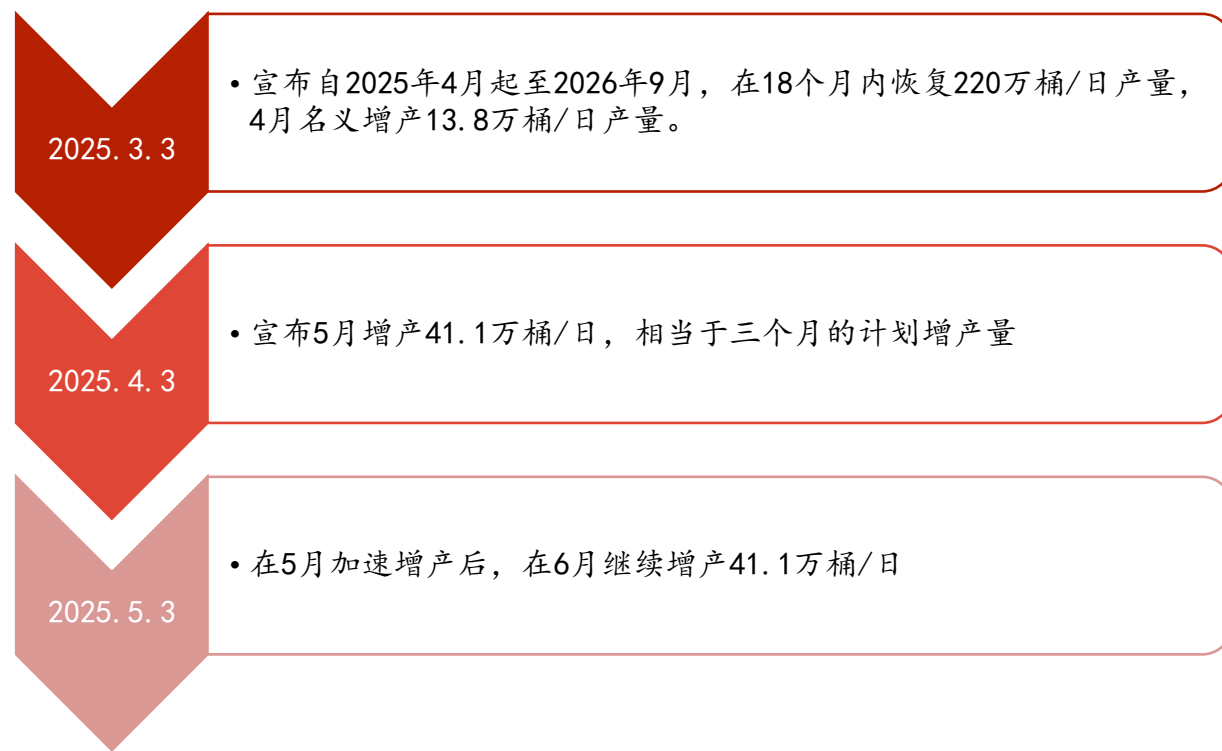 2025.3.3
• 宣布自2025年4月起至2026年9月，在18个月内恢复220万桶/日产量，
4月名义增产13.8万桶/日产量。
2025.4.3
• 宣布5月增产41.1万桶/日，相当于三个月的计划增产量
2025.5.3
• 在5月加速增产后，在6月继续增产41.1万桶/日